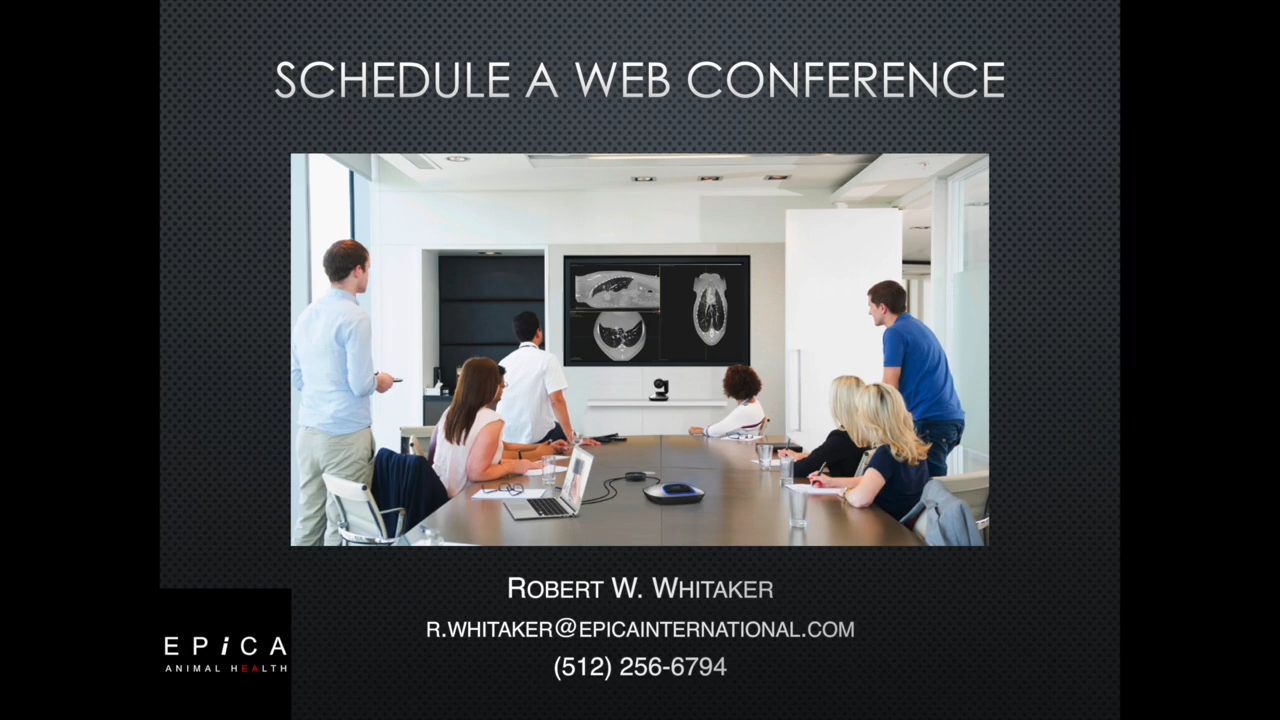 SCHEDULE A WEB CONFERENCE
ROBERT W. WHITAKER
R.WHITAKER@EPICAINTERNATIONAL.COM
(512) 256-6794
EPiCA
ANIMAL HEALTH